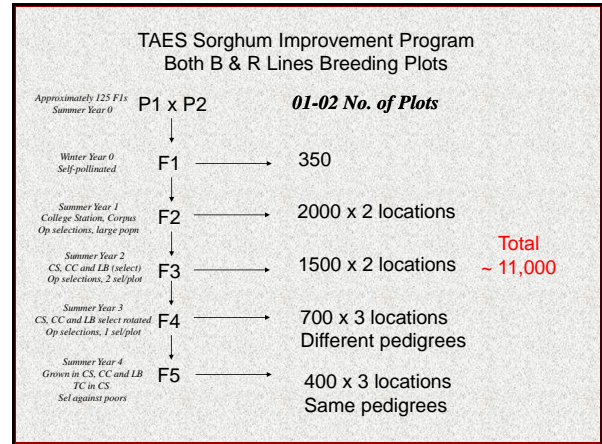 TAES Sorghum Improvement Program
Both B & R Lines Breeding Plots
Approximately 125 F1s
Summer Year 0
P1 x P2
01-02 No. of Plots
Winter Year 0
Self-pollinated
F1
350
Summer Year 1
College Station, Corpus
Op selections, large popn
F2
2000 x 2 locations
Summer Year 2
CS, CC and LB (select)
Op selections, 2 sel/plot
F3
1500 x 2 locations
Total
~ 11,000
Summer Year 3
CS, CC and LB select rotated
Op selections, 1 sel/plot
F4
700 x 3 locations
Different pedigrees
Summer Year 4
Grown in CS, CC and LB
TC in CS
Sel against poors
F5
400 x 3 locations
Same pedigrees